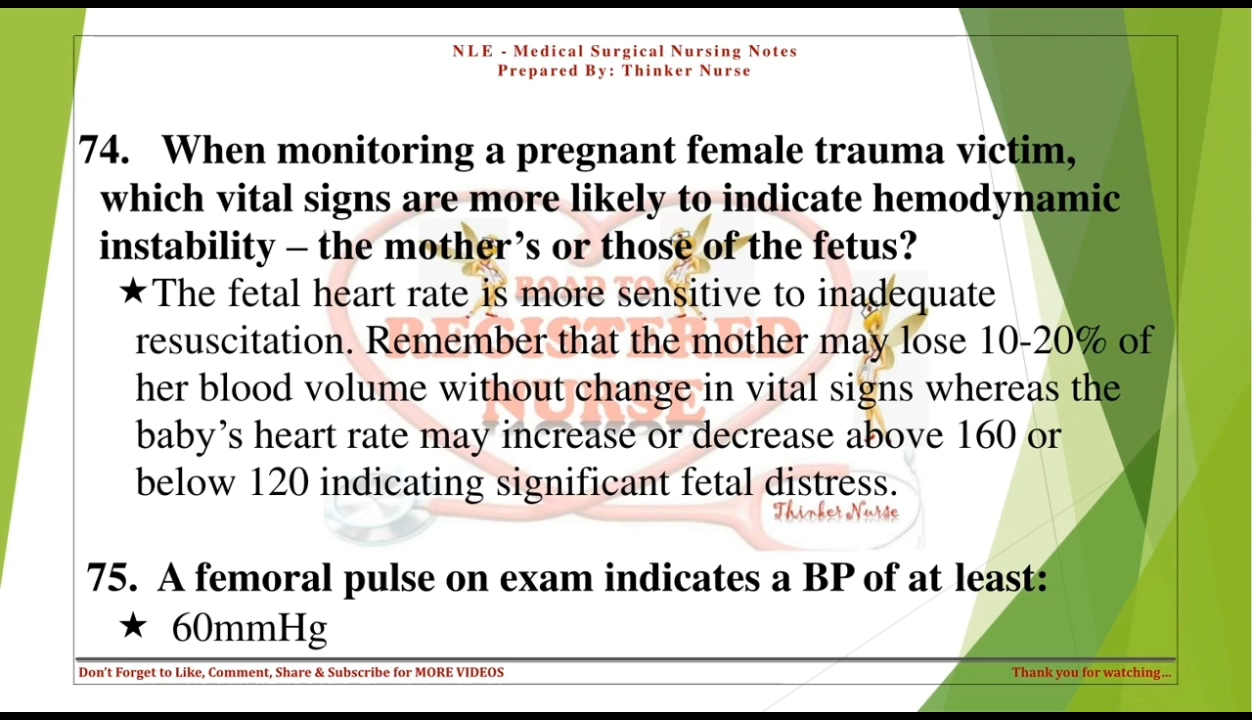 NLE - Medical Surgical Nursing Notes
Prepared By: Thinker Nurse
74. When monitoring a pregnant female trauma victim,
which vital signs are more likely to indicate hemodynamic
instability – the mother's or those of the fetus?
★The fetal heart rate is more sensitive to inadequate
resuscitation. Remember that the mother may lose 10-20% of
her blood volume without change in vital signs whereas the
baby's heart rate may increase or decrease above 160 or
below 120 indicating significant fetal distress.
ROAD TO
REGISTERED
NURSE
Thinker Nurse
75. A femoral pulse on exam indicates a BP of at least:
★ 60mmHg
Don't Forget to Like, Comment, Share & Subscribe for MORE VIDEOS
Thank you for watching...